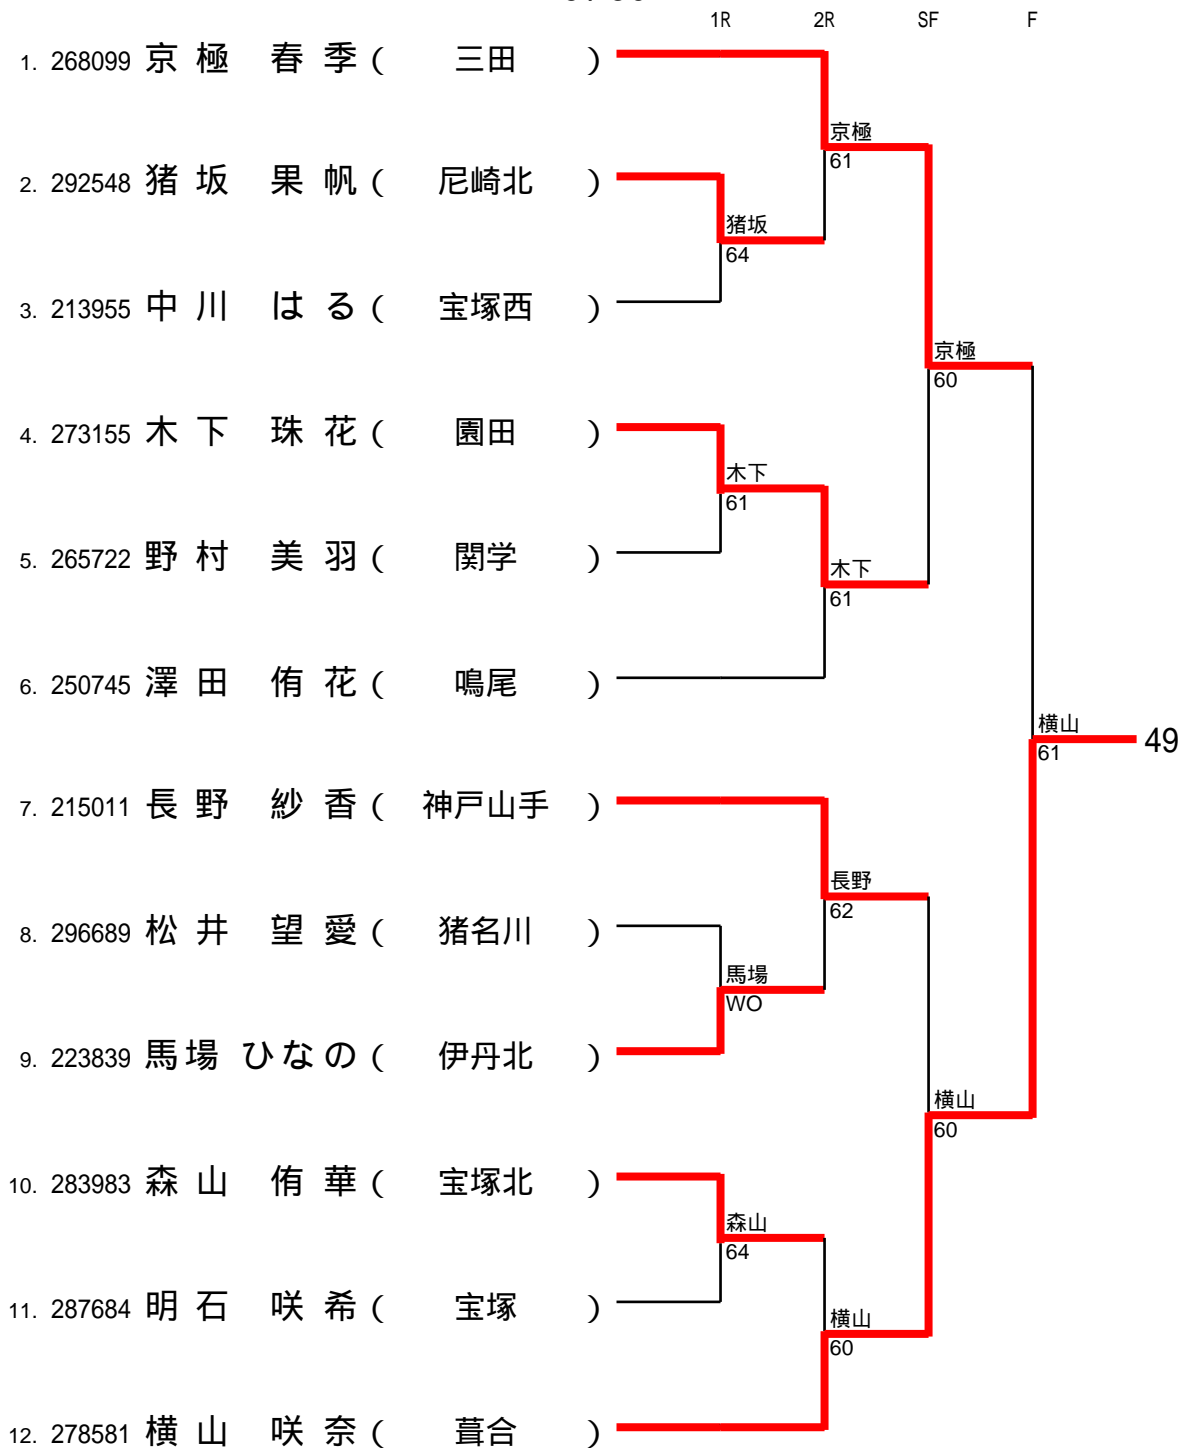 1R 2R SF F
1. 268099 京極 春季 ( 三田 )
京極
61
2. 292548 猪坂 果帆 ( 尼崎北 )
猪坂
64
3. 213955 中川 はる ( 宝塚西 )
京極
60
4. 273155 木下 珠花 ( 園田 )
木下
61
5. 265722 野村 美羽 ( 関学 )
木下
61
6. 250745 澤田 侑花 ( 鳴尾 )
横山
61
49
7. 215011 長野 紗香 ( 神戸山手 )
長野
62
8. 296689 松井 望愛 ( 猪名川 )
馬場
WO
9. 223839 馬場 ひなの ( 伊丹北 )
横山
60
10. 283983 森山 侑華 ( 宝塚北 )
森山
64
11. 287684 明石 咲希 ( 宝塚 )
横山
60
12. 278581 横山 咲奈 ( 葺合 )